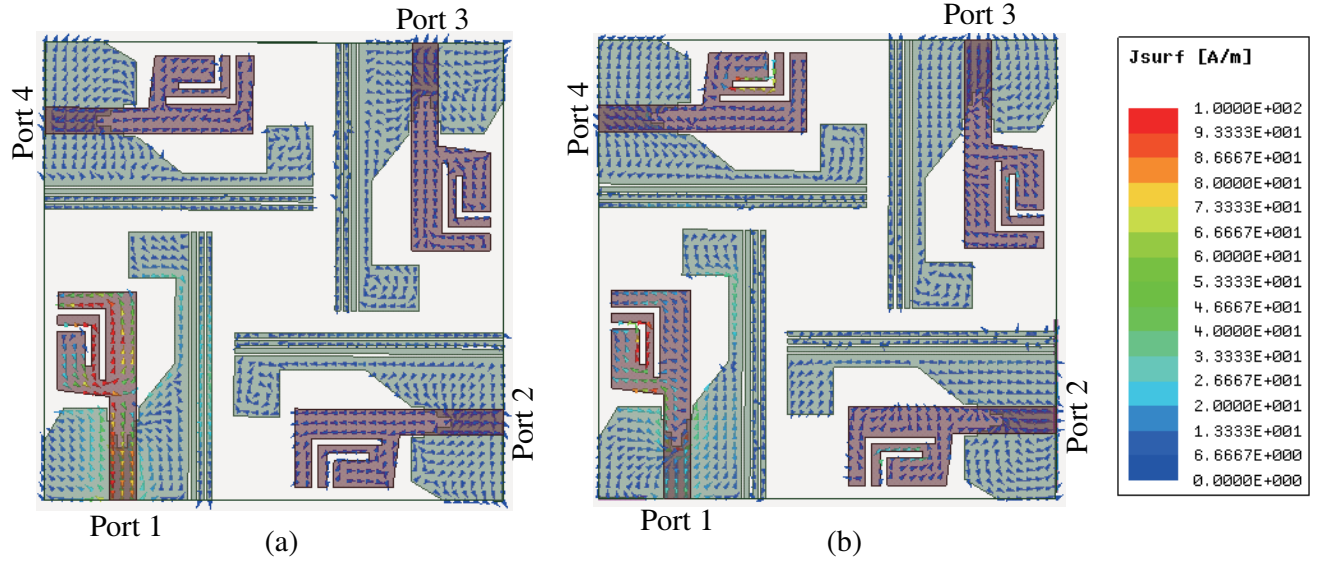 Port 3
Port 3
Port 4
Port 4
Port 2
Port 2
Port 1
Port 1
(a)
(b)
Jsurf [A/m]
1.0000E+002
9.3333E+001
8.6667E+001
8.0000E+001
7.3333E+001
6.6667E+001
6.0000E+001
5.3333E+001
4.6667E+001
4.0000E+001
3.3333E+001
2.6667E+001
2.0000E+001
1.3333E+001
6.6667E+000
0.0000E+000